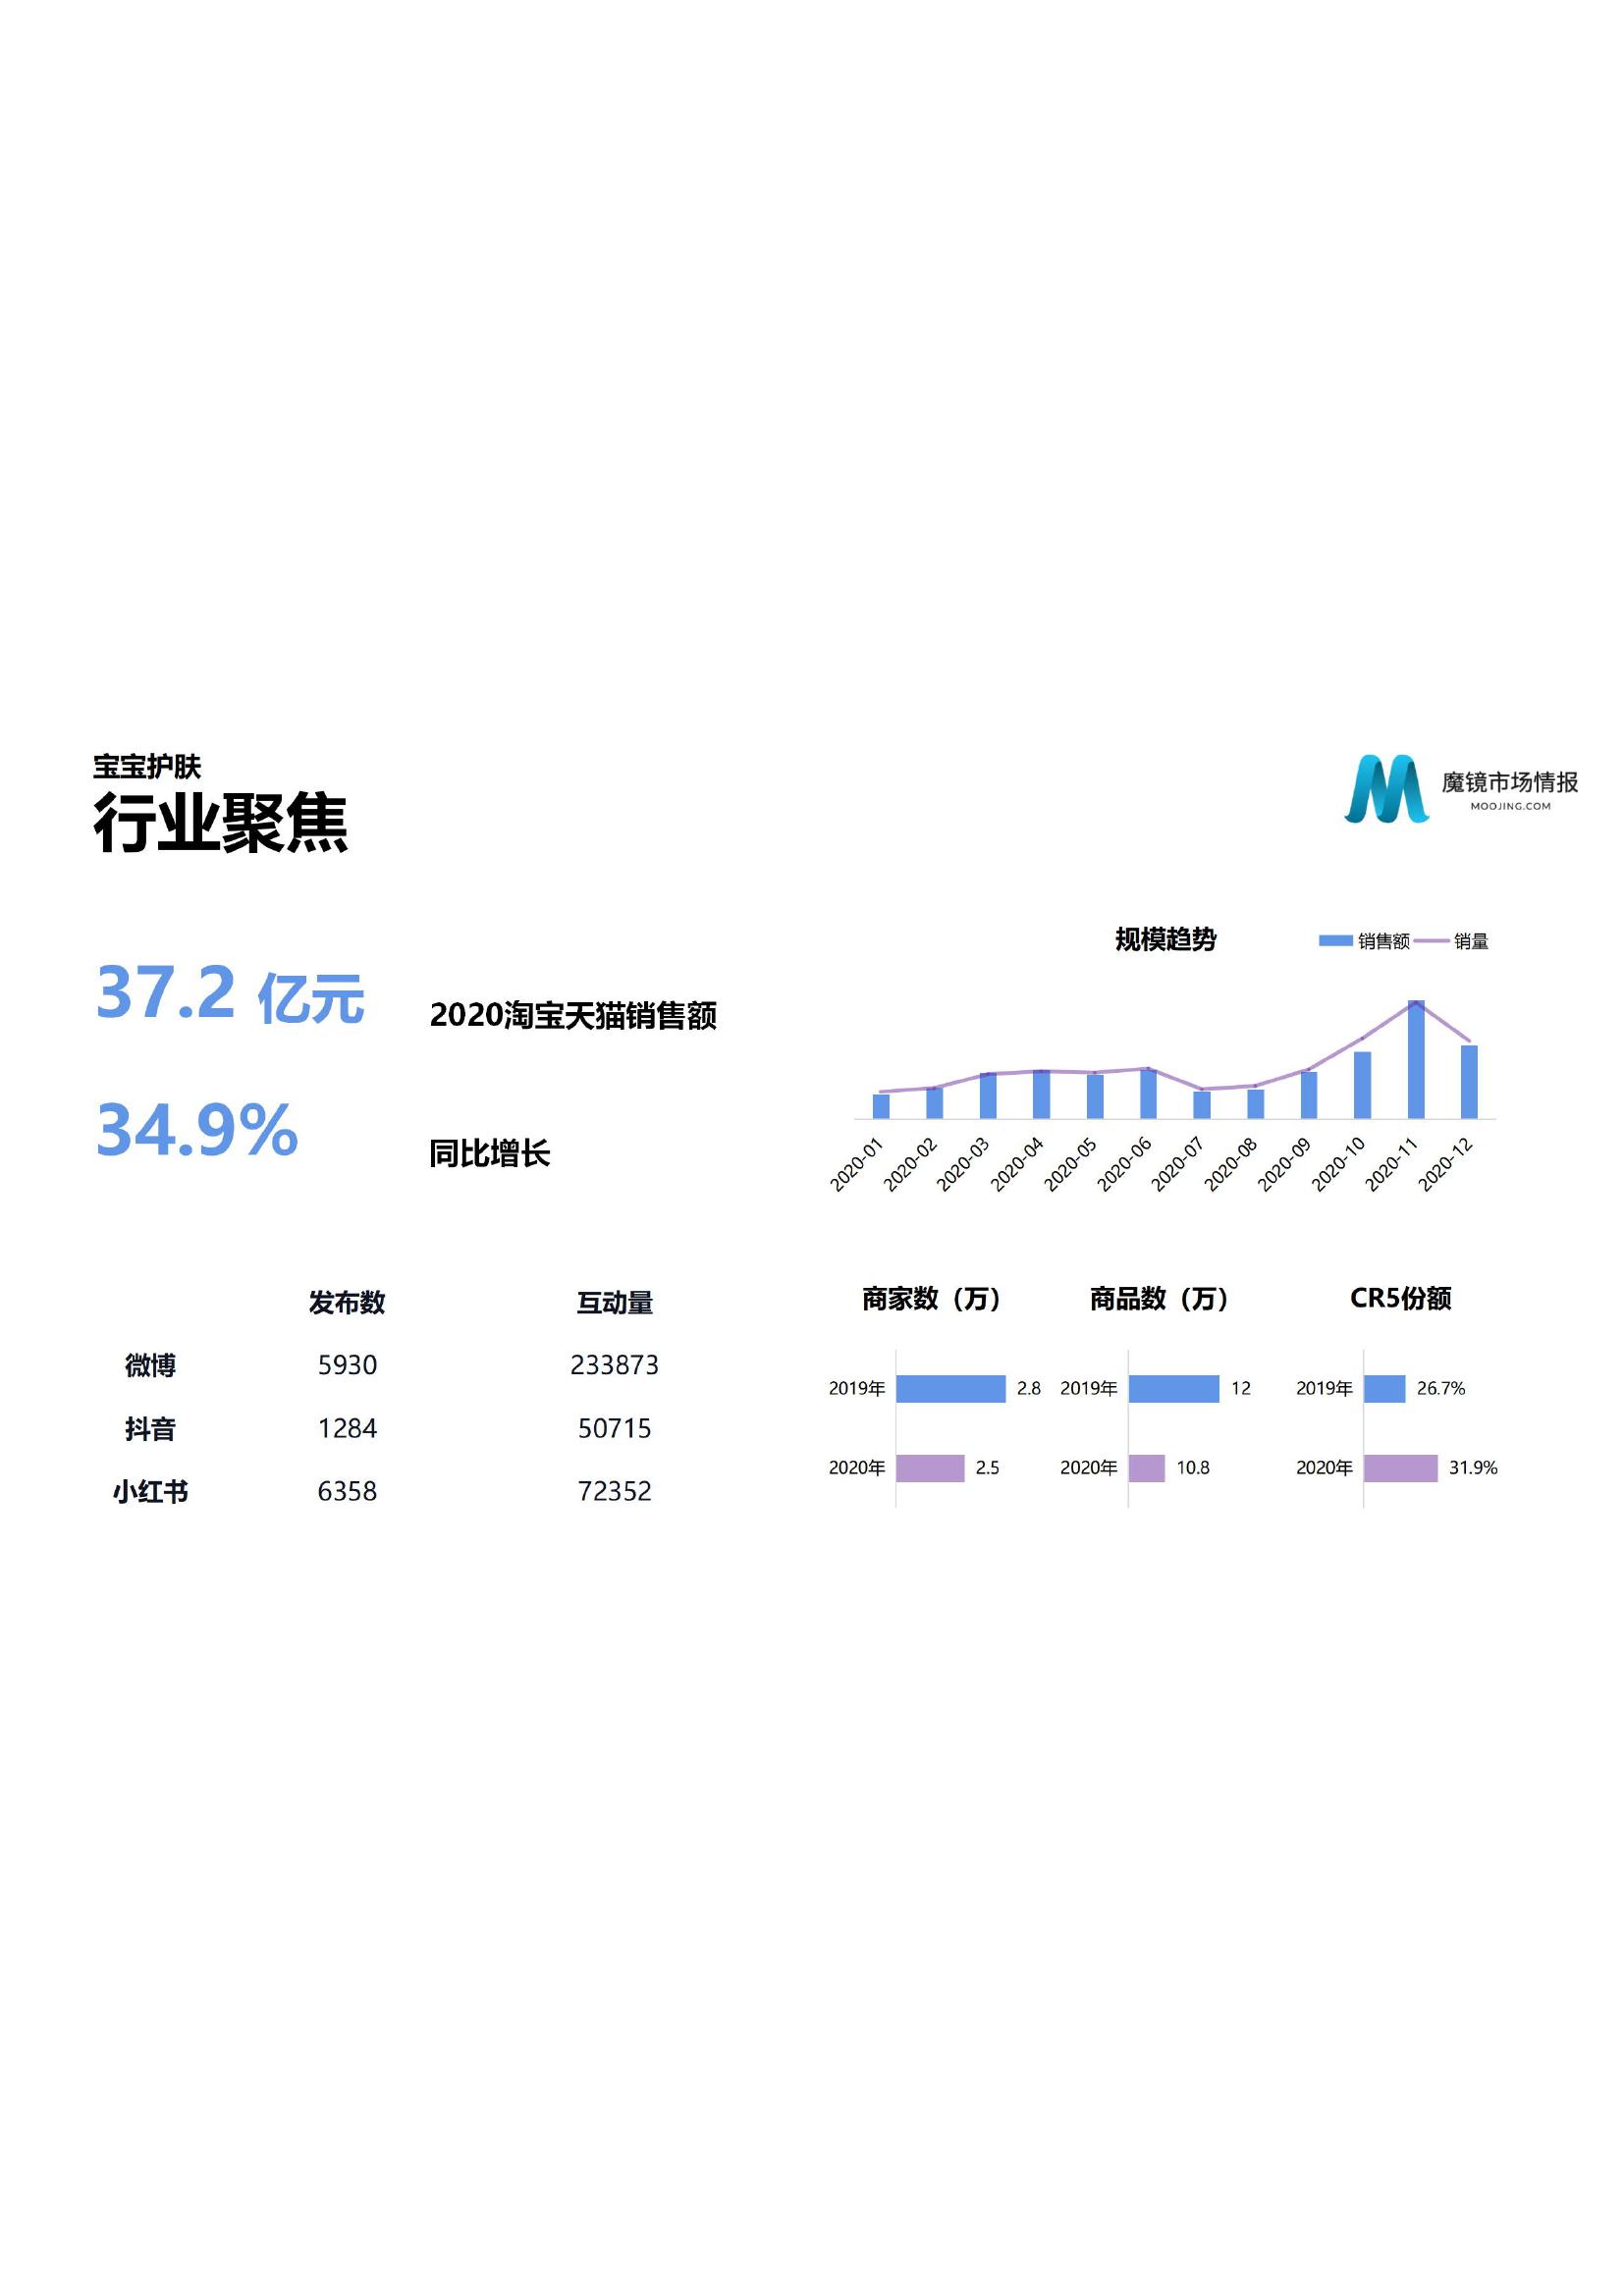 宝宝护肤
行业聚焦
魔镜市场情报
MOOJING.COM
37.2 亿元
2020淘宝天猫销售额
34.9%
同比增长
规模趋势
销售额 销量
2020-01 2020-02 2020-03 2020-04 2020-05 2020-06 2020-07 2020-08 2020-09 2020-10 2020-11 2020-12
发布数 互动量
微博 5930 233873
抖音 1284 50715
小红书 6358 72352
商家数（万） 商品数（万） CR5份额
2019年 2.8 2019年 12 2019年 26.7%
2020年 2.5 2020年 10.8 2020年 31.9%